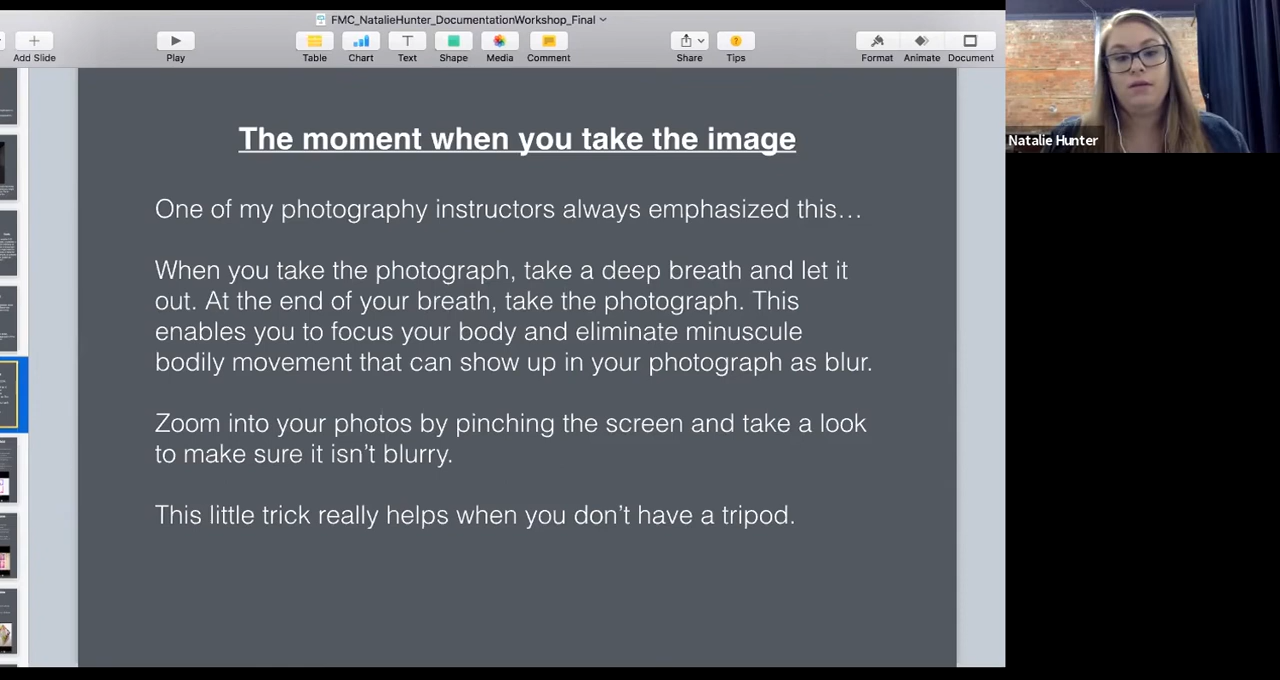 FMC_NatalieHunter_DocumentationWorkshop_Final
Add Slide
Play
Table
Chart
Text
Shape
Media
Comment
Share
Tips
Format
Animate
Document
The moment when you take the image
One of my photography instructors always emphasized this…
When you take the photograph, take a deep breath and let it
out. At the end of your breath, take the photograph. This
enables you to focus your body and eliminate minuscule
bodily movement that can show up in your photograph as blur.
Zoom into your photos by pinching the screen and take a look
to make sure it isn’t blurry.
This little trick really helps when you don’t have a tripod.
Natalie Hunter